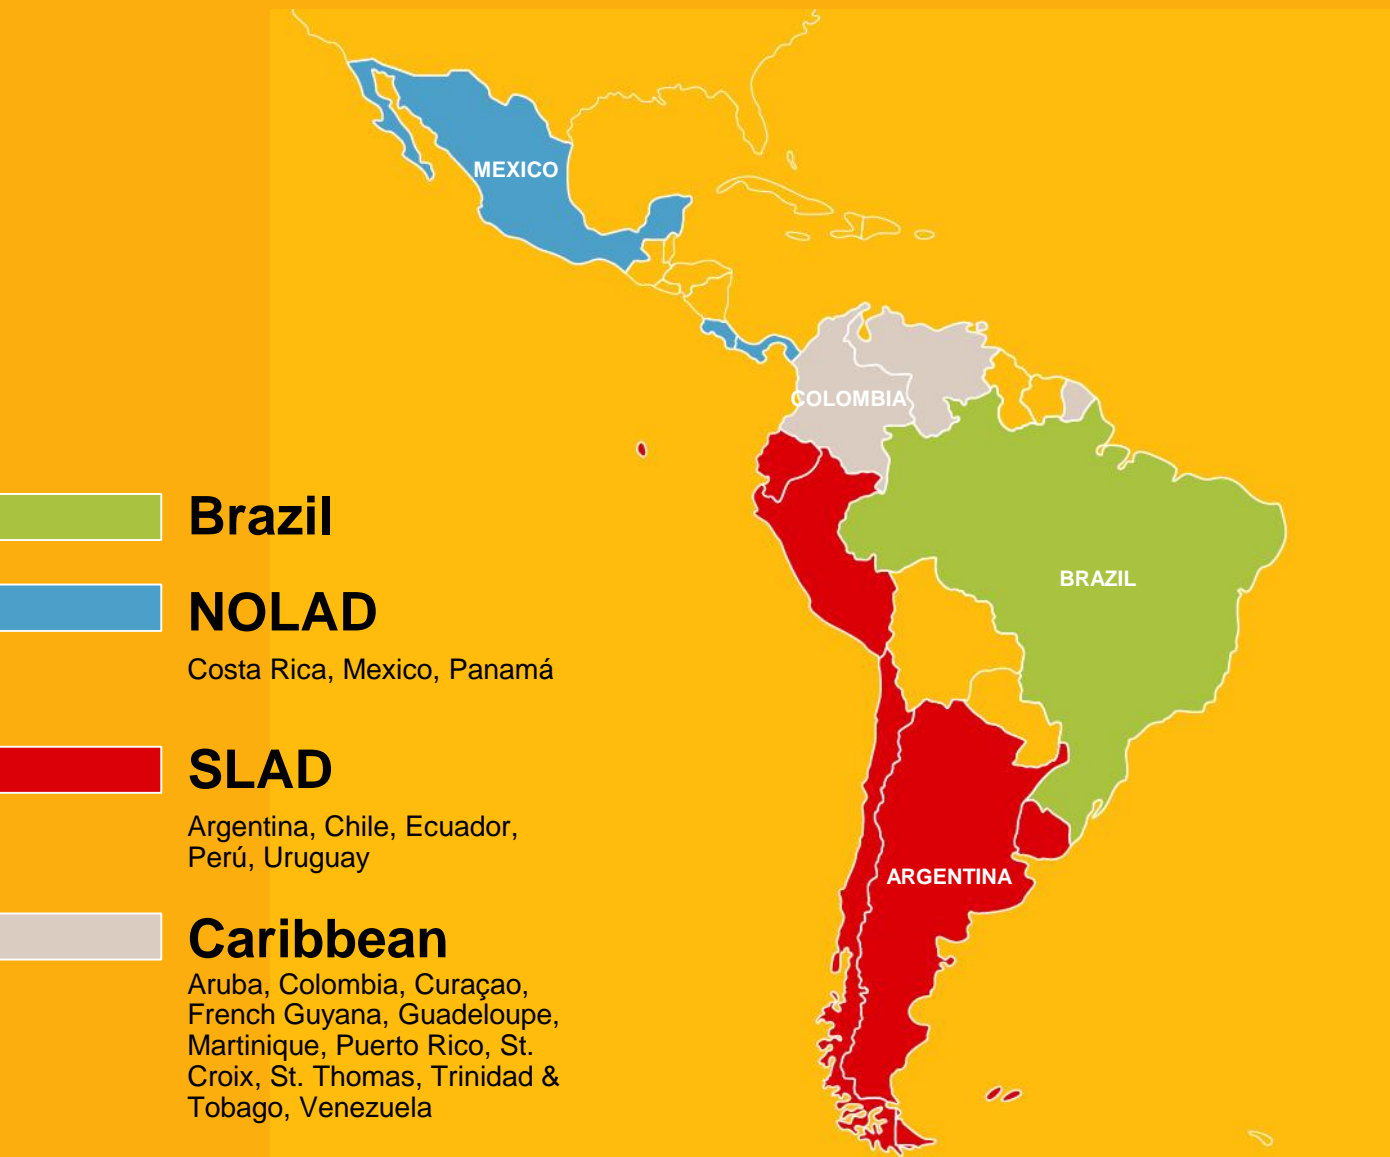 MEXICO
COLOMBIA
BRAZIL
ARGENTINA
Brazil
NOLAD
Costa Rica, Mexico, Panamá
SLAD
Argentina, Chile, Ecuador,
Perú, Uruguay
Caribbean
Aruba, Colombia, Curaçao,
French Guyana, Guadeloupe,
Martinique, Puerto Rico, St.
Croix, St. Thomas, Trinidad &
Tobago, Venezuela